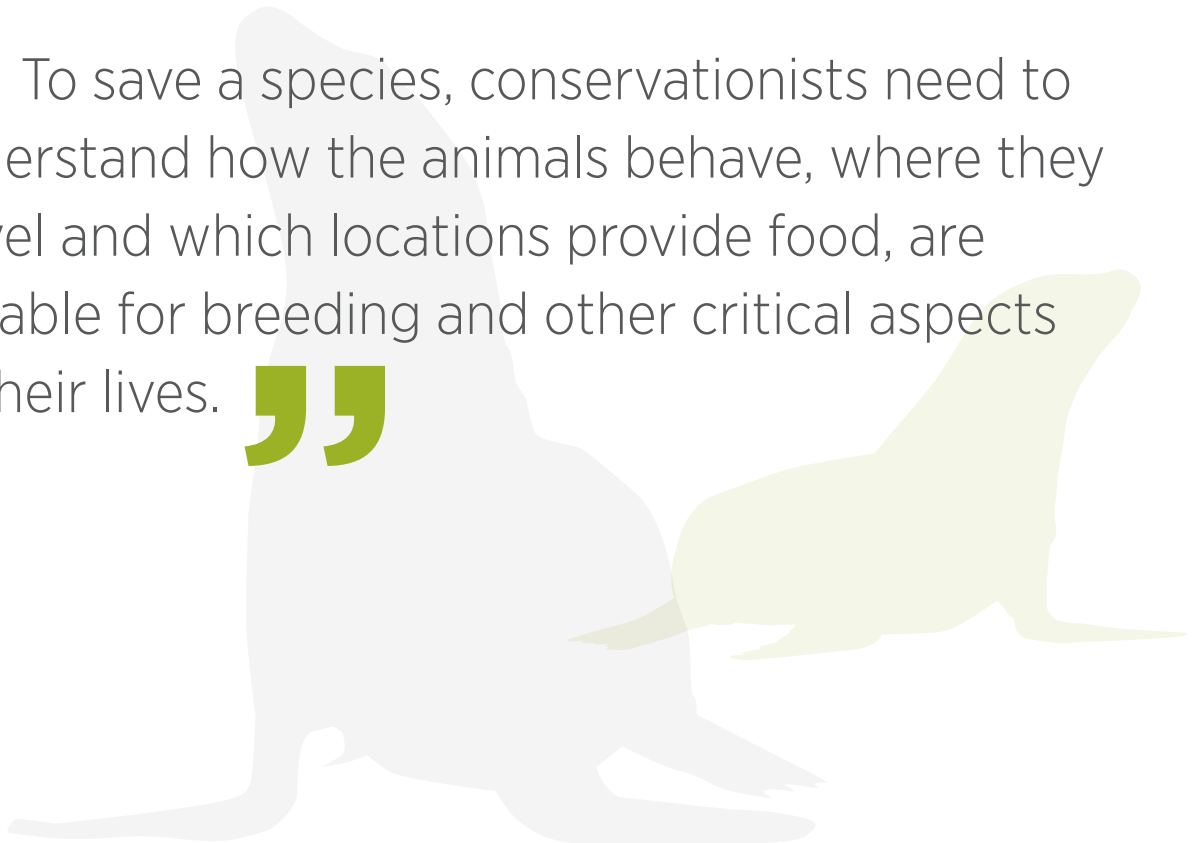 To save a species, conservationists need to
erstand how the animals behave, where they
vel and which locations provide food, are
able for breeding and other critical aspects
heir lives. ”